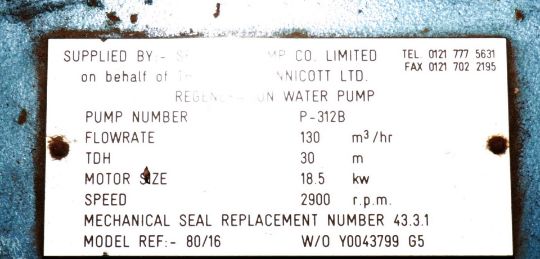 SUPPLIED BY:- CO. LIMITED TEL. 0121 777 5631
on behalf of LTD. FAX 0121 702 2195
WATER PUMP
PUMP NUMBER P-312B
FLOWRATE 130 m³/hr
TDH 30 m
MOTOR SIZE 18.5 kw
SPEED 2900 r.p.m.
MECHANICAL SEAL REPLACEMENT NUMBER 43.3.1
MODEL REF:- 80/16 W/O Y0043799 G5